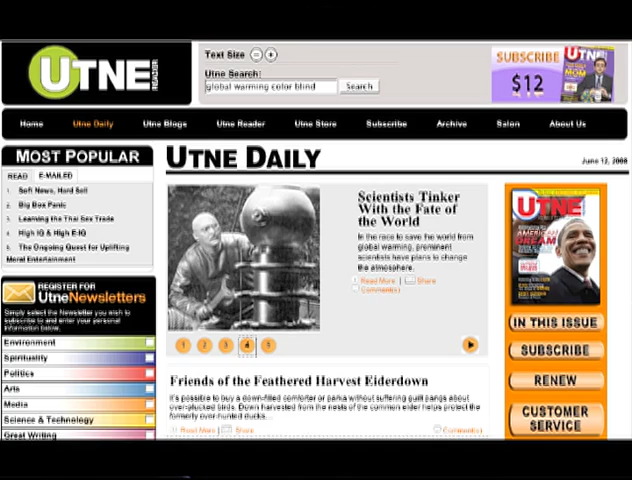 UTNE READER
Text Size
Utne Search:
global warming color blind
Search
SUBSCRIBE
$12
UTNE
MOM
Home
Utne Daily
Utne Blogs
Utne Reader
Utne Store
Subscribe
Archive
Salon
About Us
MOST POPULAR
READ E-MAILED
1. Soft News, Hard Sell
2. Big Box Panic
3. Learning the Thai Sex Trade
4. High IQ & High E-IQ
5. The Ongoing Quest for Uplifting
Moral Entertainment
REGISTER FOR
UtneNewsletters
Simply select the Newsletter you wish to
subscribe to and enter your personal
information below.
Environment
Spirituality
Politics
Arts
Media
Science & Technology
Great Writing
UTNE DAILY
June 12, 2008
Scientists Tinker
With the Fate of
the World
In the race to save the world from
global warming, prominent
scientists have plans to change
the atmosphere.
Read More | Share
Comment(s)
1 2 3 4 5
Friends of the Feathered Harvest Eiderdown
It's possible to buy a down-filled comforter or parka without suffering guilt pangs about
over-plucked birds. Down harvested from the nests of the common eider helps protect the
formerly over-hunted ducks.
Read More | Share
Comment(s)
UTNE
AMERICAN
DREAM
IN THIS ISSUE
SUBSCRIBE
RENEW
CUSTOMER
SERVICE